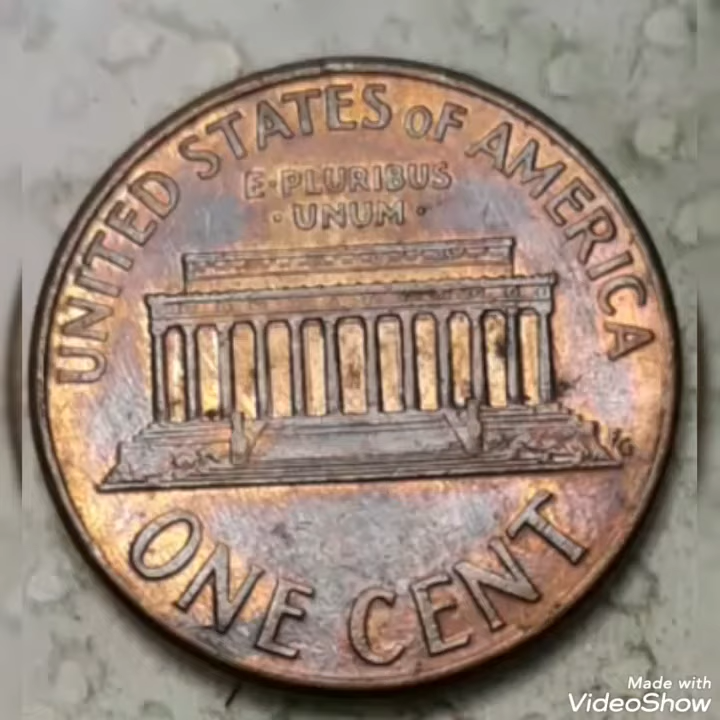 UNITED STATES OF AMERICA
E·PLURIBUS
·UNUM·
FG
ONE CENT
Made with
VideoShow